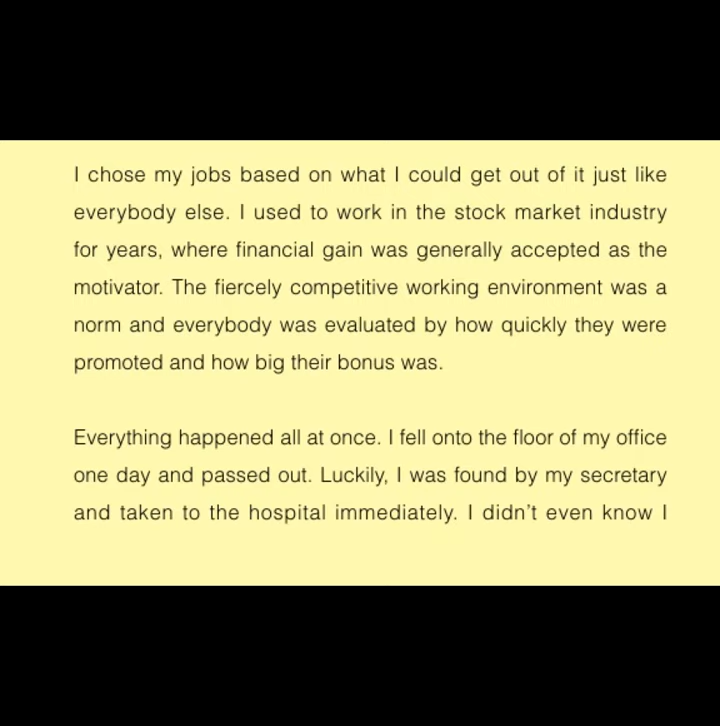 I chose my jobs based on what I could get out of it just like
everybody else. I used to work in the stock market industry
for years, where financial gain was generally accepted as the
motivator. The fiercely competitive working environment was a
norm and everybody was evaluated by how quickly they were
promoted and how big their bonus was.
Everything happened all at once. I fell onto the floor of my office
one day and passed out. Luckily, I was found by my secretary
and taken to the hospital immediately. I didn’t even know I